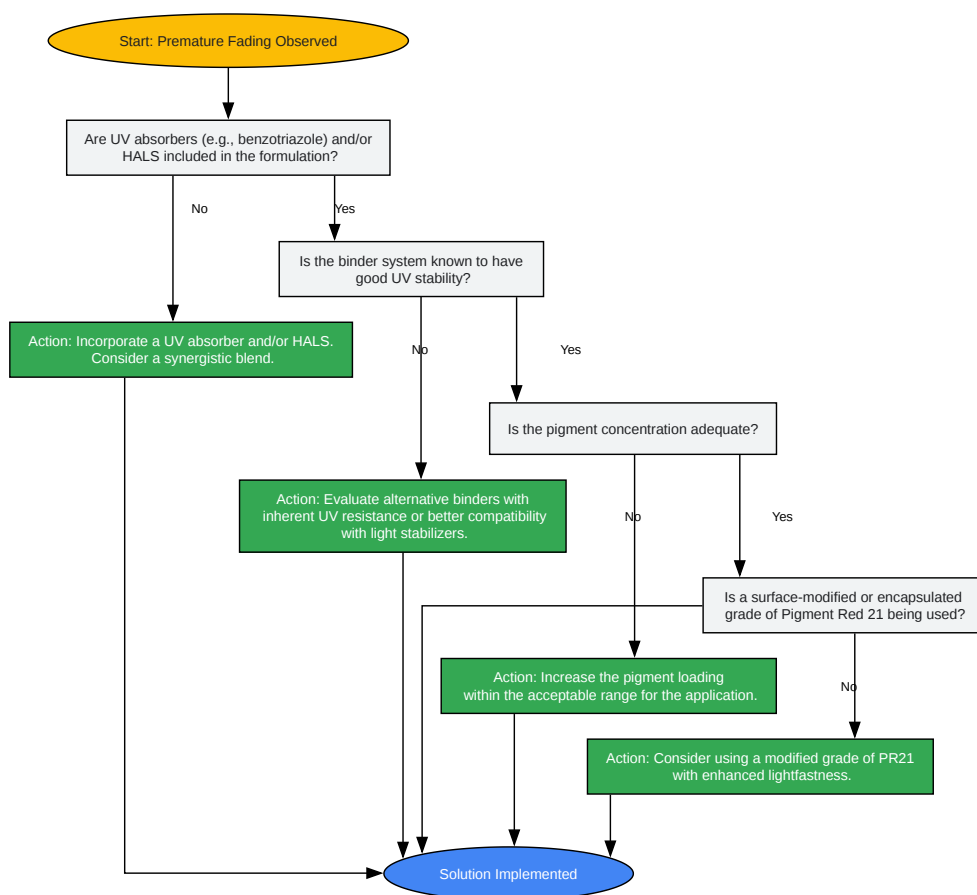 Start: Premature Fading Observed
Are UV absorbers (e.g., benzotriazole) and/or
HALS included in the formulation?
No
Yes
Is the binder system known to have
good UV stability?
Action: Incorporate a UV absorber and/or HALS.
Consider a synergistic blend.
No
Yes
Is the pigment concentration adequate?
Action: Evaluate alternative binders with
inherent UV resistance or better compatibility
with light stabilizers.
No
Yes
Is a surface-modified or encapsulated
grade of Pigment Red 21 being used?
Action: Increase the pigment loading
within the acceptable range for the application.
No
Action: Consider using a modified grade of PR21
with enhanced lightfastness.
Solution Implemented